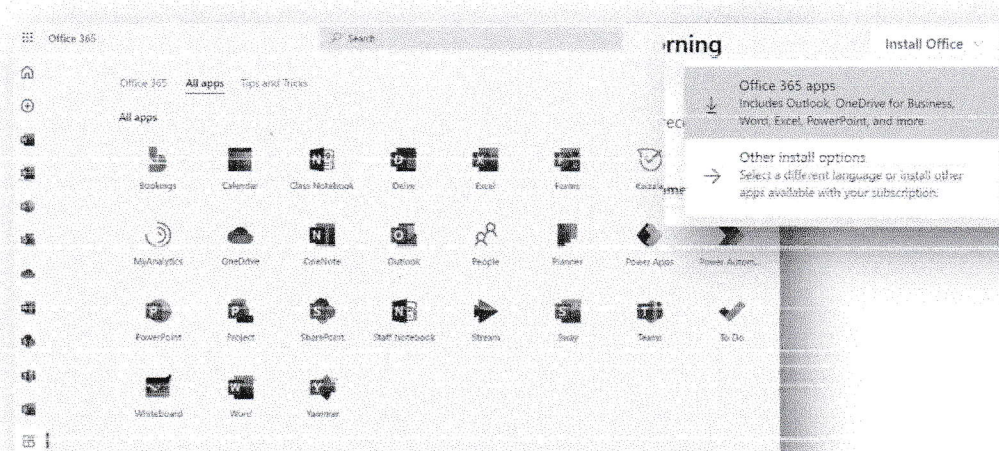 Office 365
Search
Office 365 All apps Tips and Tricks
All apps
Bookings Calendar Class Notebook Delve Excel Forms Kaizala
MyAnalytics OneDrive OneNote Outlook People Planner Power Apps Power Autom...
PowerPoint Project SharePoint Staff Notebook Stream Sway Teams To Do
Whiteboard Word Yammer
rning
Install Office
Office 365 apps
Includes Outlook, OneDrive for Business,
Word, Excel, PowerPoint, and more.
Other install options
Select a different language or install other
apps available with your subscription.